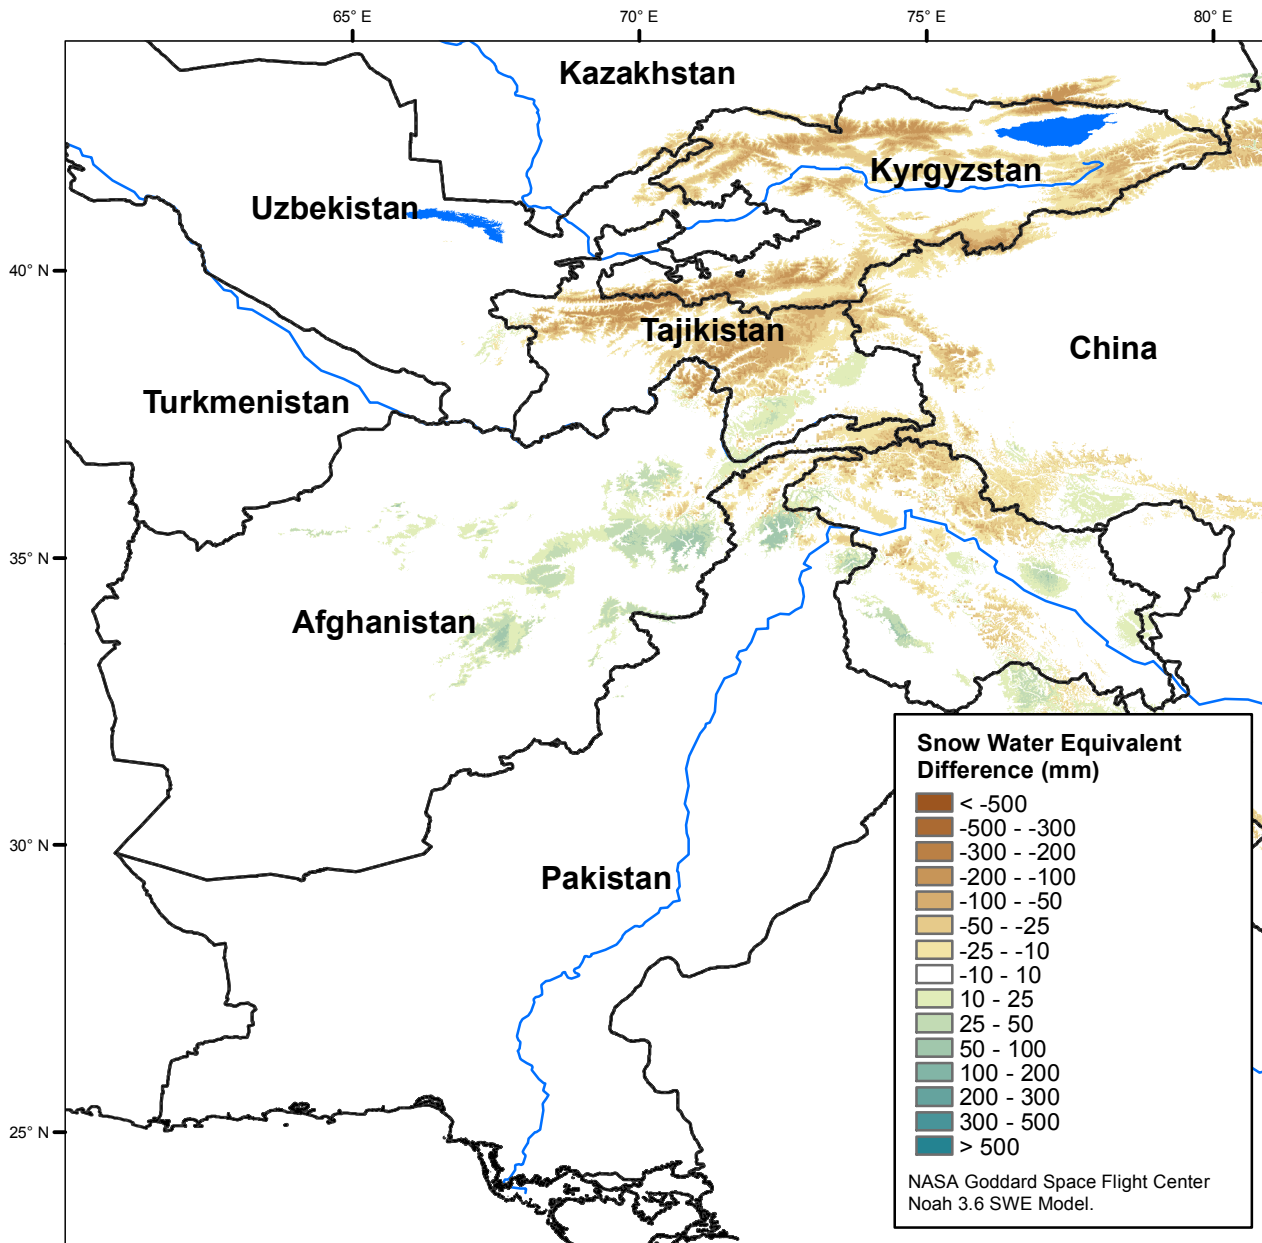 65° E
70° E
75° E
80° E
Kazakhstan
Kyrgyzstan
Uzbekistan
40° N
Tajikistan
China
Turkmenistan
35° N
Afghanistan
Snow Water Equivalent
Difference (mm)
< -500
-500 - -300
-300 - -200
-200 - -100
-100 - -50
-50 - -25
-25 - -10
-10 - 10
10 - 25
25 - 50
50 - 100
100 - 200
200 - 300
300 - 500
> 500
NASA Goddard Space Flight Center
Noah 3.6 SWE Model.
30° N
Pakistan
25° N